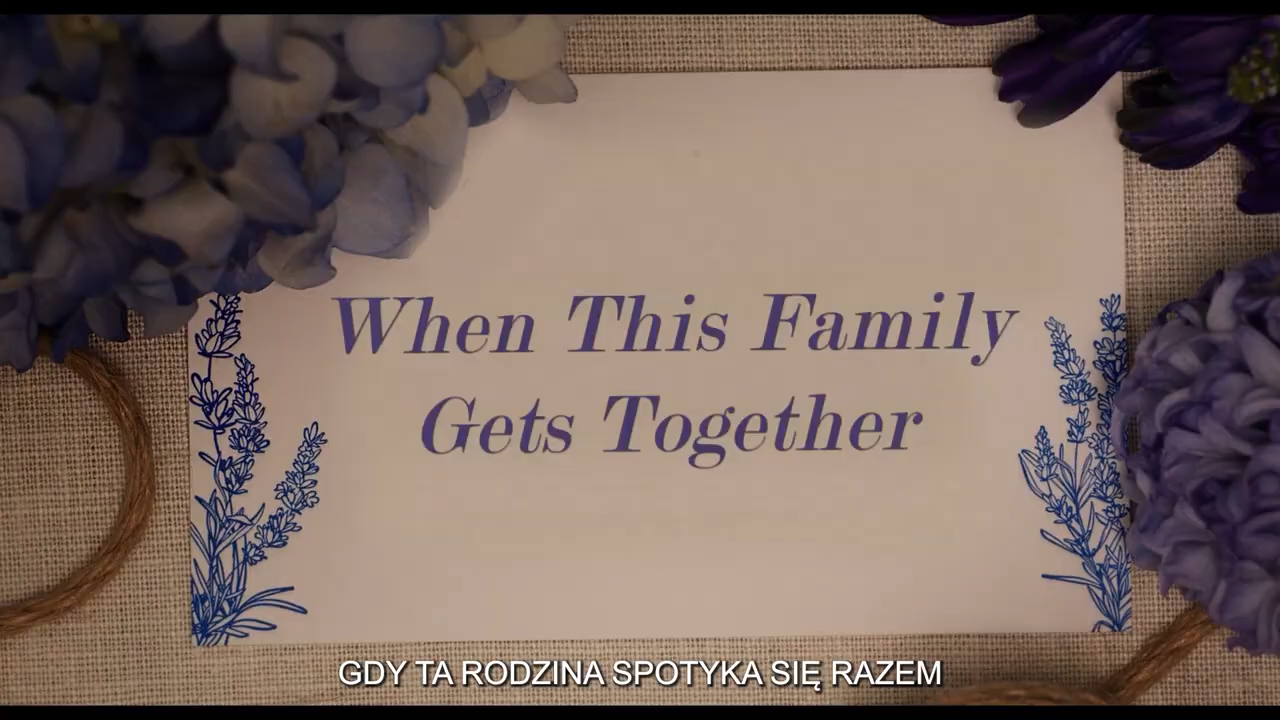 When This Family
Gets Together
GDY TA RODZINA SPOTYKA SIĘ RAZEM